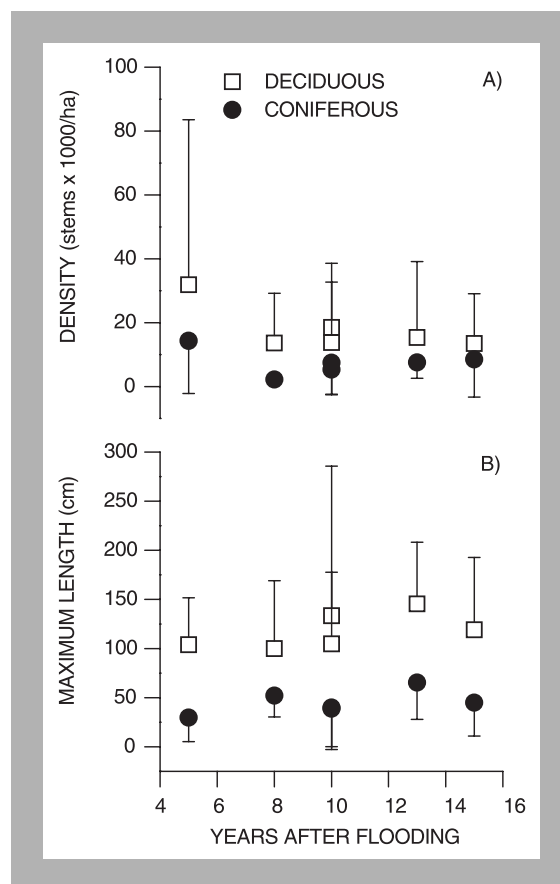 A)
DECIDUOUS
CONIFEROUS
DENSITY (stems x 1000/ha)
100
80
60
40
20
0
B)
MAXIMUM LENGTH (cm)
300
250
200
150
100
50
0
4 6 8 10 12 14 16
YEARS AFTER FLOODING